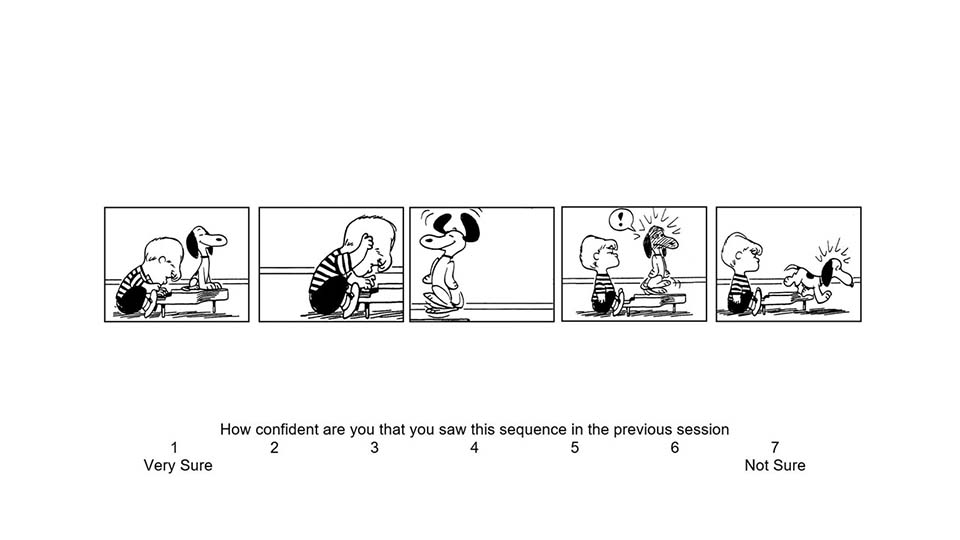 !
How confident are you that you saw this sequence in the previous session
1 2 3 4 5 6 7
Very Sure Not Sure